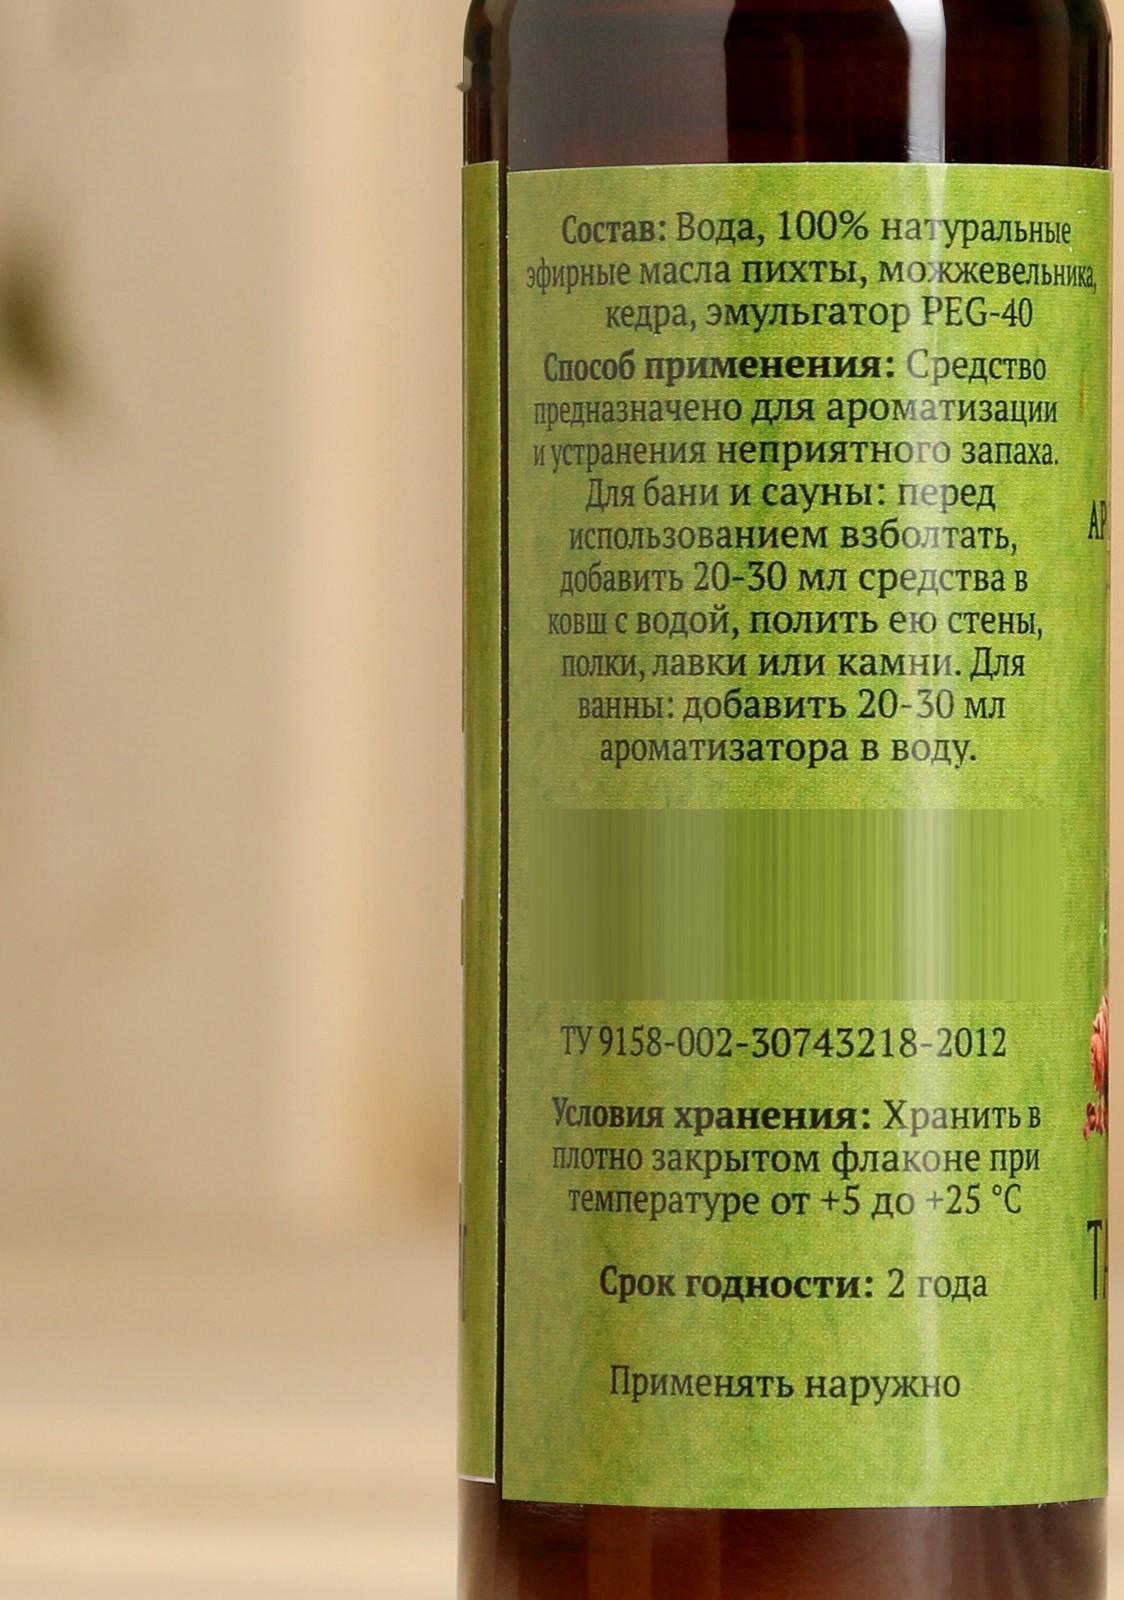 Состав: Вода, 100% натуральные
эфирные масла пихты, можжевельника,
кедра, эмульгатор PEG-40
Способ применения: Средство
предназначено для ароматизации
и устранения неприятного запаха.
Для бани и сауны: перед
использованием взболтать,
добавить 20-30 мл средства в
ковш с водой, полить ею стены,
полки, лавки или камни. Для
ванны: добавить 20-30 мл
ароматизатора в воду.
ТУ 9158-002-30743218-2012
Условия хранения: Хранить в
плотно закрытом флаконе при
температуре от +5 до +25 °C
Срок годности: 2 года
Применять наружно